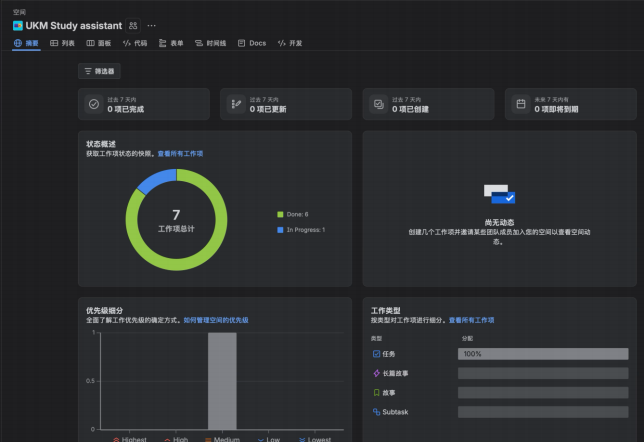 空间
UKM Study assistant
摘要 列表 面板 代码 表单 时间线 Docs 开发
筛选器
过去 7 天内
0 项已完成
过去 7 天内
0 项已更新
过去 7 天内
0 项已创建
未来 7 天内有
0 项即将到期
状态概述
获取工作项状态的快照。查看所有工作项
7
工作项总计
Done: 6
In Progress: 1
尚无动态
创建几个工作项并邀请某些团队成员加入您的空间以查看空间动
态。
优先级细分
全面了解工作优先级的确定方式。如何管理空间的优先级
1
0.5
0
Highest High Medium Low Lowest
工作类型
按类型对工作项进行细分。查看所有工作项
类型 分配
任务 100%
长篇故事
故事
Subtask